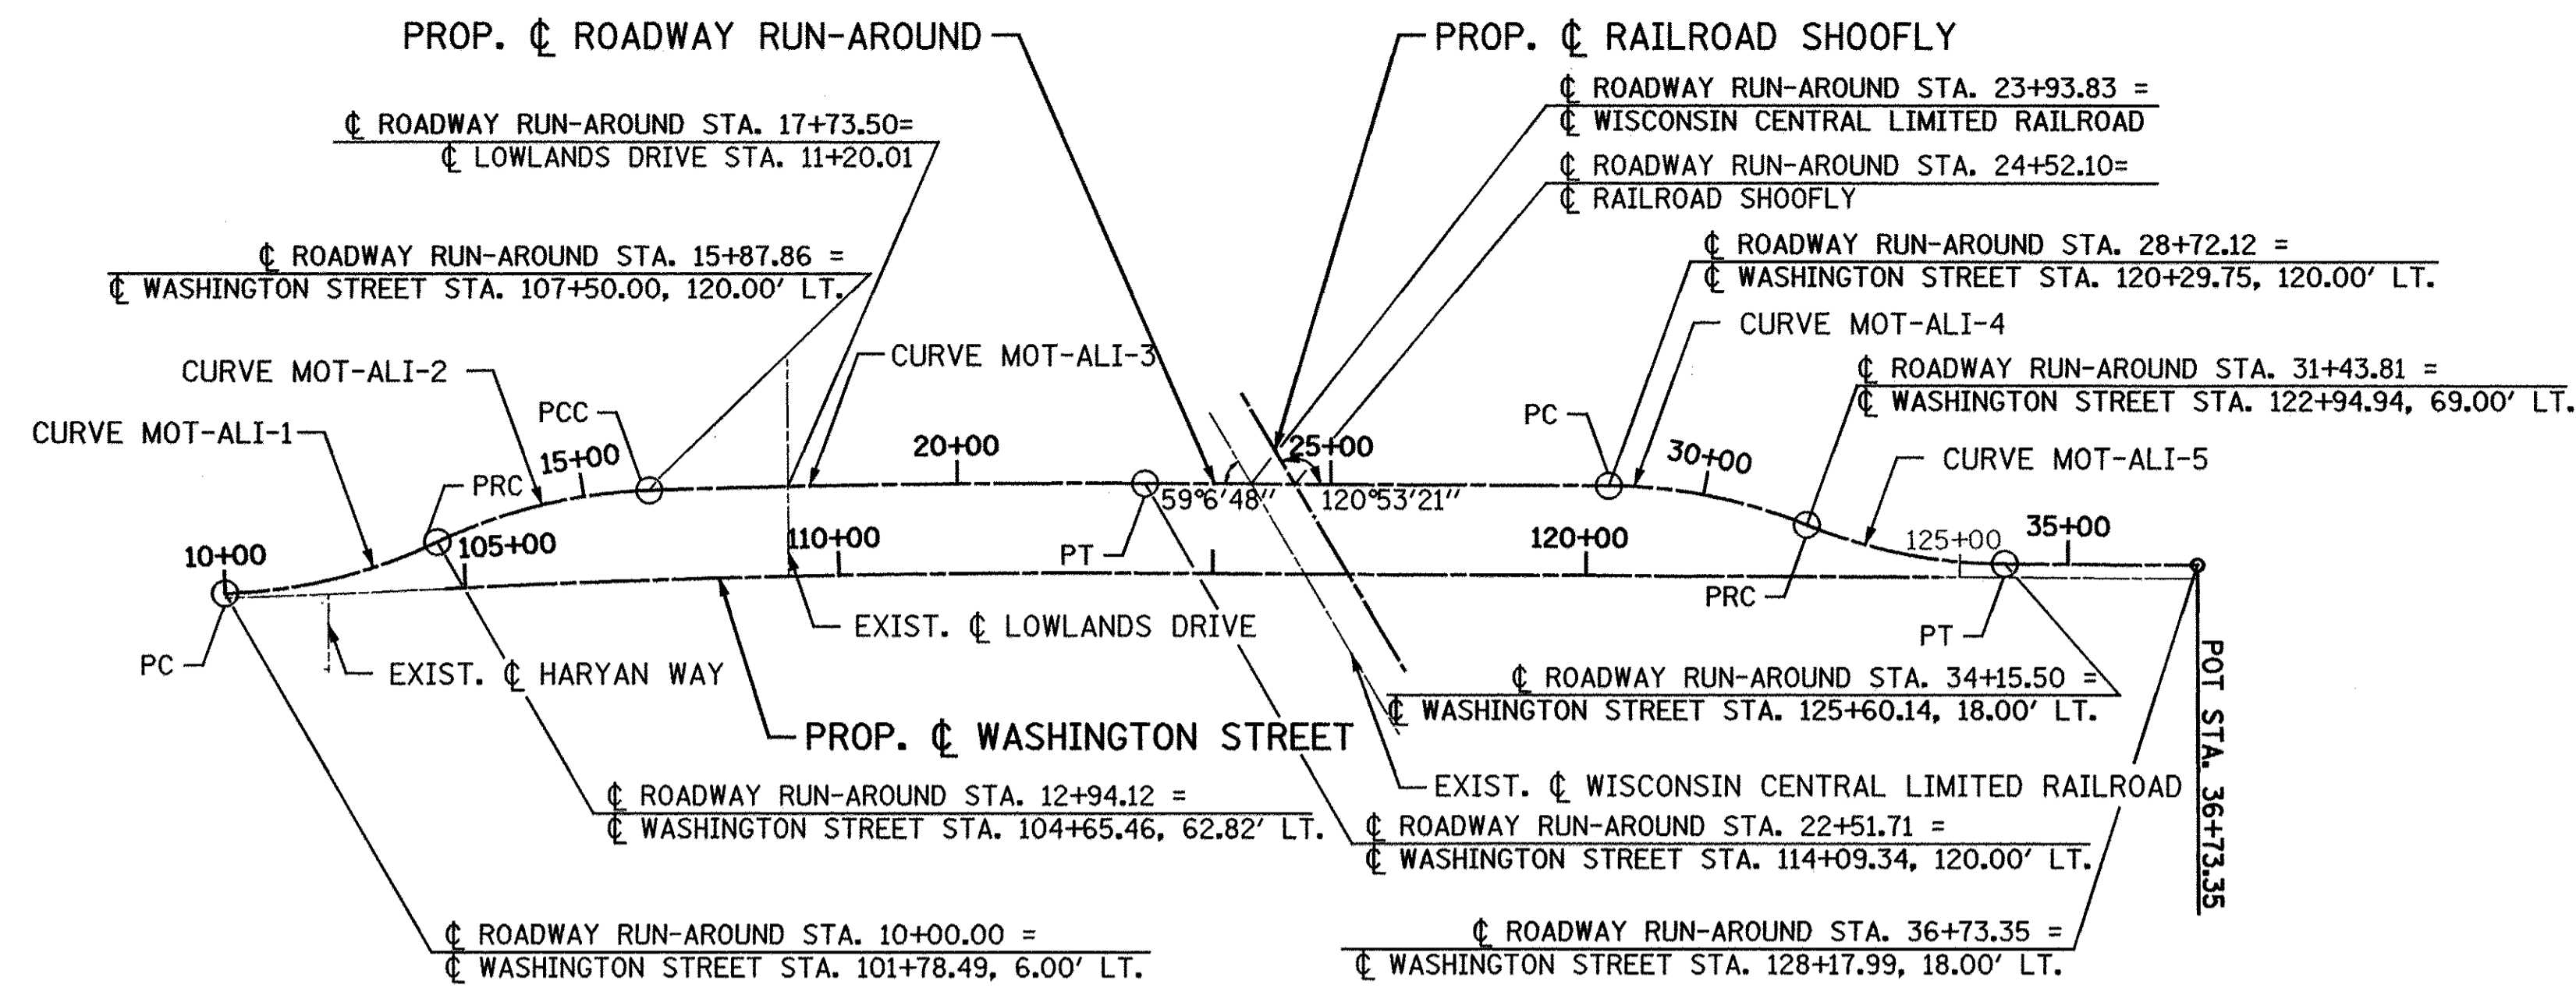 PROP. ℄ ROADWAY RUN-AROUND
PROP. ℄ RAILROAD SHOOFLY
℄ ROADWAY RUN-AROUND STA. 23+93.83 =
℄ WISCONSIN CENTRAL LIMITED RAILROAD
℄ ROADWAY RUN-AROUND STA. 17+73.50=
℄ LOWLANDS DRIVE STA. 11+20.01
℄ ROADWAY RUN-AROUND STA. 24+52.10=
℄ RAILROAD SHOOFLY
℄ ROADWAY RUN-AROUND STA. 15+87.86 =
℄ WASHINGTON STREET STA. 107+50.00, 120.00' LT.
℄ ROADWAY RUN-AROUND STA. 28+72.12 =
℄ WASHINGTON STREET STA. 120+29.75, 120.00' LT.
CURVE MOT-ALI-4
CURVE MOT-ALI-3
CURVE MOT-ALI-2
℄ ROADWAY RUN-AROUND STA. 31+43.81 =
℄ WASHINGTON STREET STA. 122+94.94, 69.00' LT.
PCC
PC
CURVE MOT-ALI-1
15+00
20+00
25+00
30+00
CURVE MOT-ALI-5
PRC
59°6'48"
120°53'21"
10+00
105+00
110+00
PT
120+00
125+00
35+00
PRC
EXIST. ℄ LOWLANDS DRIVE
PT
PC
EXIST. ℄ HARYAN WAY
℄ ROADWAY RUN-AROUND STA. 34+15.50 =
℄ WASHINGTON STREET STA. 125+60.14, 18.00' LT.
POT STA. 36+73.35
PROP. ℄ WASHINGTON STREET
EXIST. ℄ WISCONSIN CENTRAL LIMITED RAILROAD
℄ ROADWAY RUN-AROUND STA. 12+94.12 =
℄ WASHINGTON STREET STA. 104+65.46, 62.82' LT.
℄ ROADWAY RUN-AROUND STA. 22+51.71 =
℄ WASHINGTON STREET STA. 114+09.34, 120.00' LT.
℄ ROADWAY RUN-AROUND STA. 10+00.00 =
℄ WASHINGTON STREET STA. 101+78.49, 6.00' LT.
℄ ROADWAY RUN-AROUND STA. 36+73.35 =
℄ WASHINGTON STREET STA. 128+17.99, 18.00' LT.